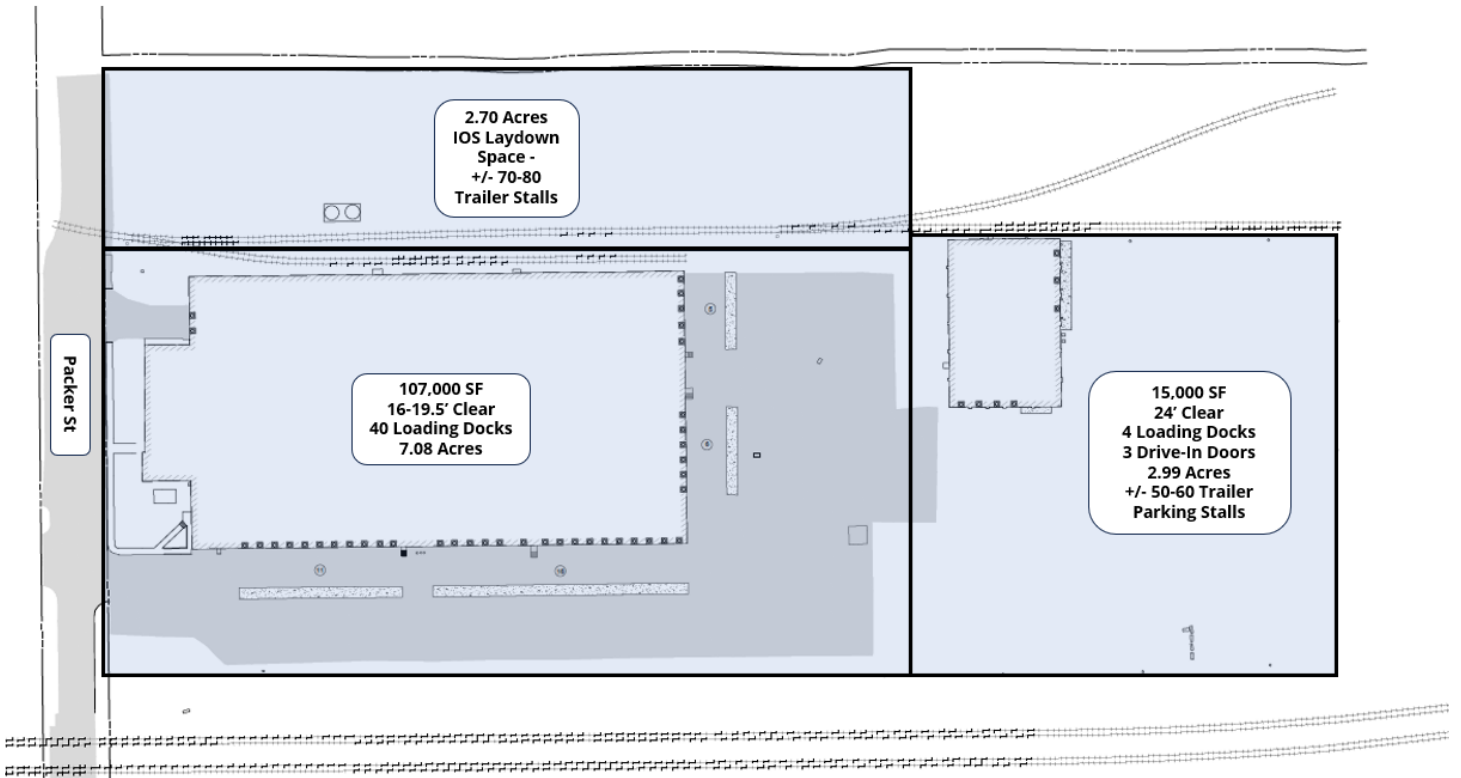 2.70 Acres
IOS Laydown
Space -
+/- 70-80
Trailer Stalls
Packer St
107,000 SF
16-19.5’ Clear
40 Loading Docks
7.08 Acres
15,000 SF
24’ Clear
4 Loading Docks
3 Drive-In Doors
2.99 Acres
+/- 50-60 Trailer
Parking Stalls